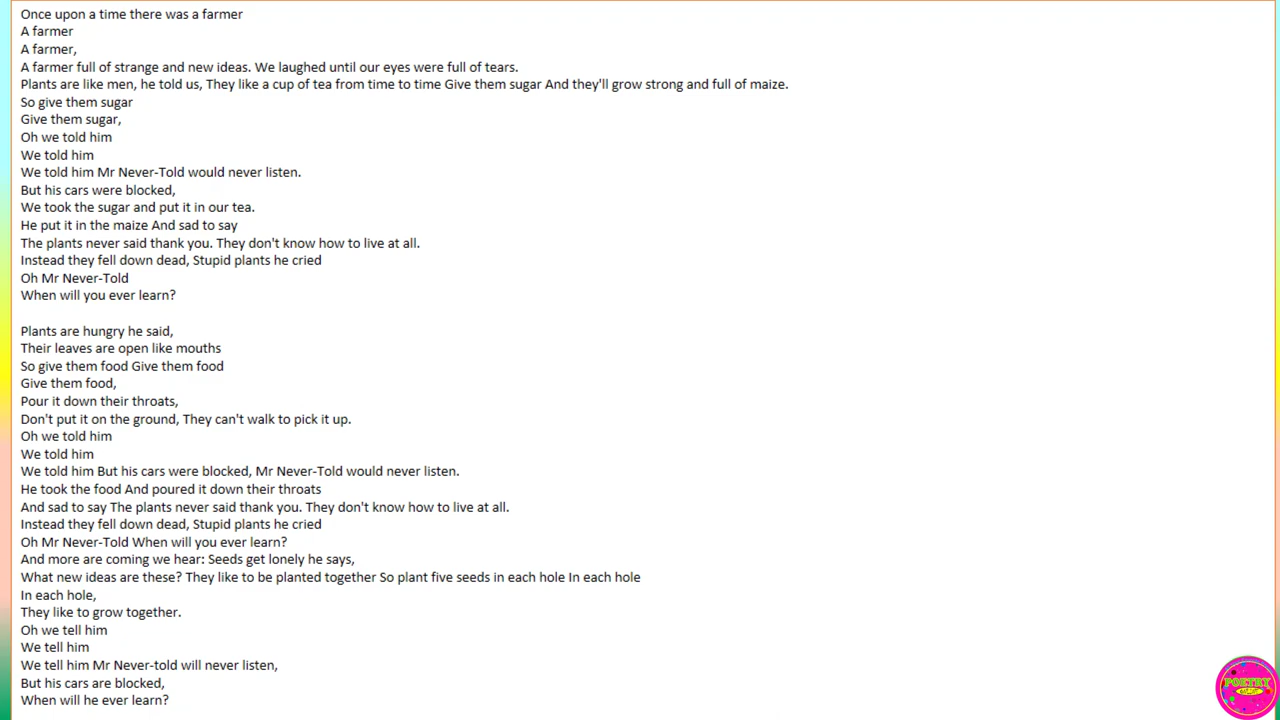 Once upon a time there was a farmer
A farmer
A farmer,
A farmer full of strange and new ideas. We laughed until our eyes were full of tears.
Plants are like men, he told us, They like a cup of tea from time to time Give them sugar And they'll grow strong and full of maize.
So give them sugar
Give them sugar,
Oh we told him
We told him
We told him Mr Never-Told would never listen.
But his cars were blocked,
We took the sugar and put it in our tea.
He put it in the maize And sad to say
The plants never said thank you. They don't know how to live at all.
Instead they fell down dead, Stupid plants he cried
Oh Mr Never-Told
When will you ever learn?

Plants are hungry he said,
Their leaves are open like mouths
So give them food Give them food
Give them food,
Pour it down their throats,
Don't put it on the ground, They can't walk to pick it up.
Oh we told him
We told him
We told him But his cars were blocked, Mr Never-Told would never listen.
He took the food And poured it down their throats
And sad to say The plants never said thank you. They don't know how to live at all.
Instead they fell down dead, Stupid plants he cried
Oh Mr Never-Told When will you ever learn?
And more are coming we hear: Seeds get lonely he says,
What new ideas are these? They like to be planted together So plant five seeds in each hole In each hole
In each hole,
They like to grow together.
Oh we tell him
We tell him
We tell him Mr Never-told will never listen,
But his cars are blocked,
When will he ever learn?
POETRY